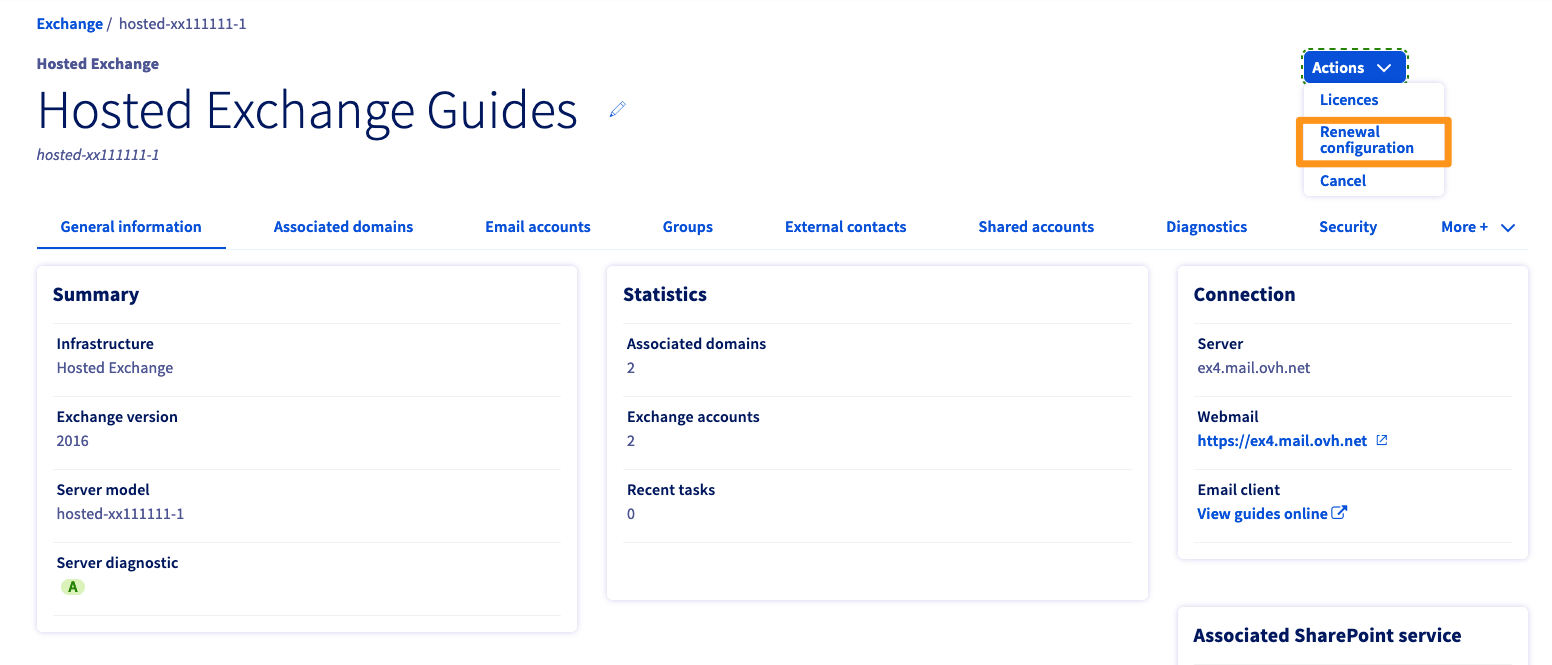 Exchange / hosted-xx111111-1
Hosted Exchange
Hosted Exchange Guides
hosted-xx111111-1
Actions
Licences
Renewal
configuration
Cancel
General information Associated domains Email accounts Groups External contacts Shared accounts Diagnostics Security More +
Summary
Infrastructure
Hosted Exchange
Exchange version
2016
Server model
hosted-xx111111-1
Server diagnostic
A
Statistics
Associated domains
2
Exchange accounts
2
Recent tasks
0
Connection
Server
ex4.mail.ovh.net
Webmail
https://ex4.mail.ovh.net
Email client
View guides online
Associated SharePoint service